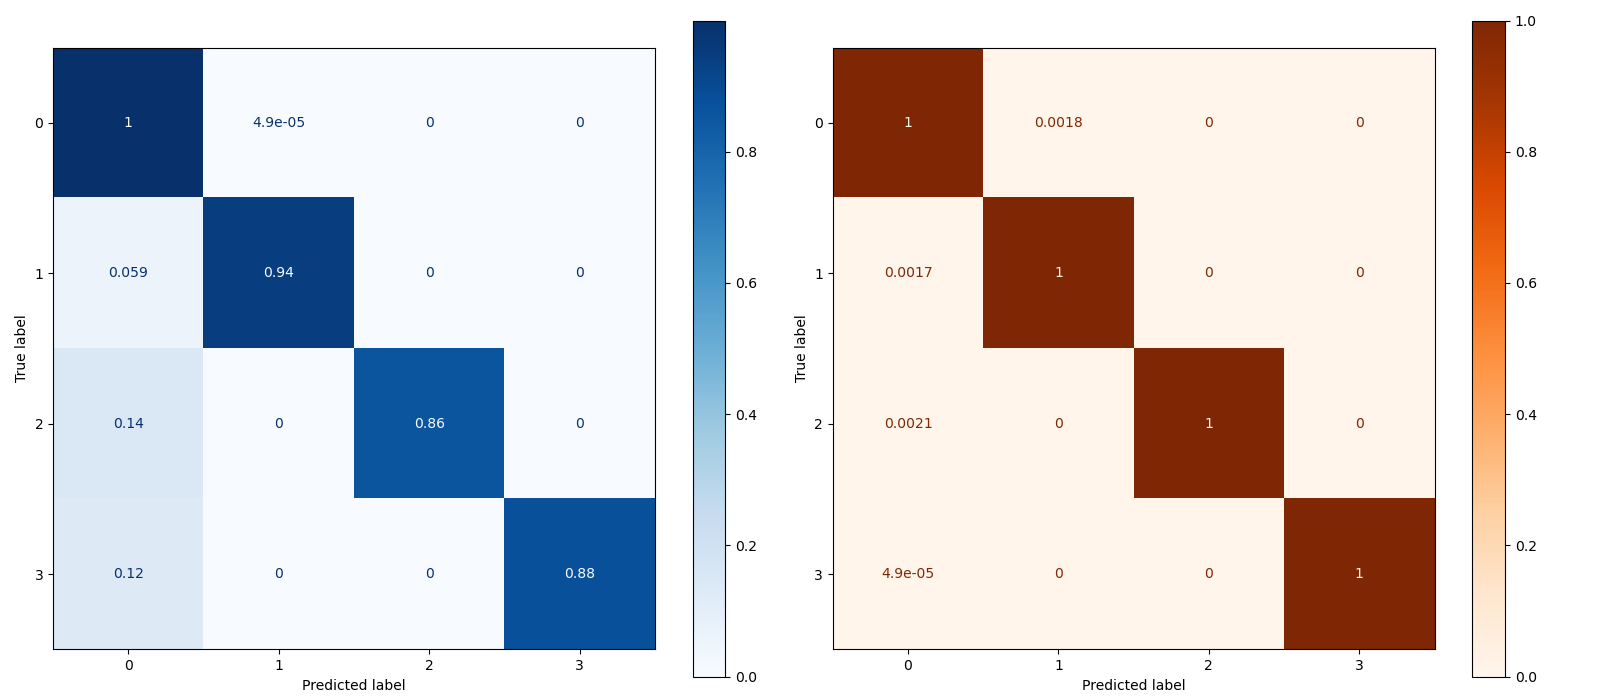 0 1 4.9e-05 0 0
1 0.059 0.94 0 0
2 0.14 0 0.86 0
3 0.12 0 0 0.88
0 1 2 3
Predicted label
True label
0.8
0.6
0.4
0.2
0.0
0 1 0.0018 0 0
1 0.0017 1 0 0
2 0.0021 0 1 0
3 4.9e-05 0 0 1
0 1 2 3
Predicted label
True label
1.0
0.8
0.6
0.4
0.2
0.0